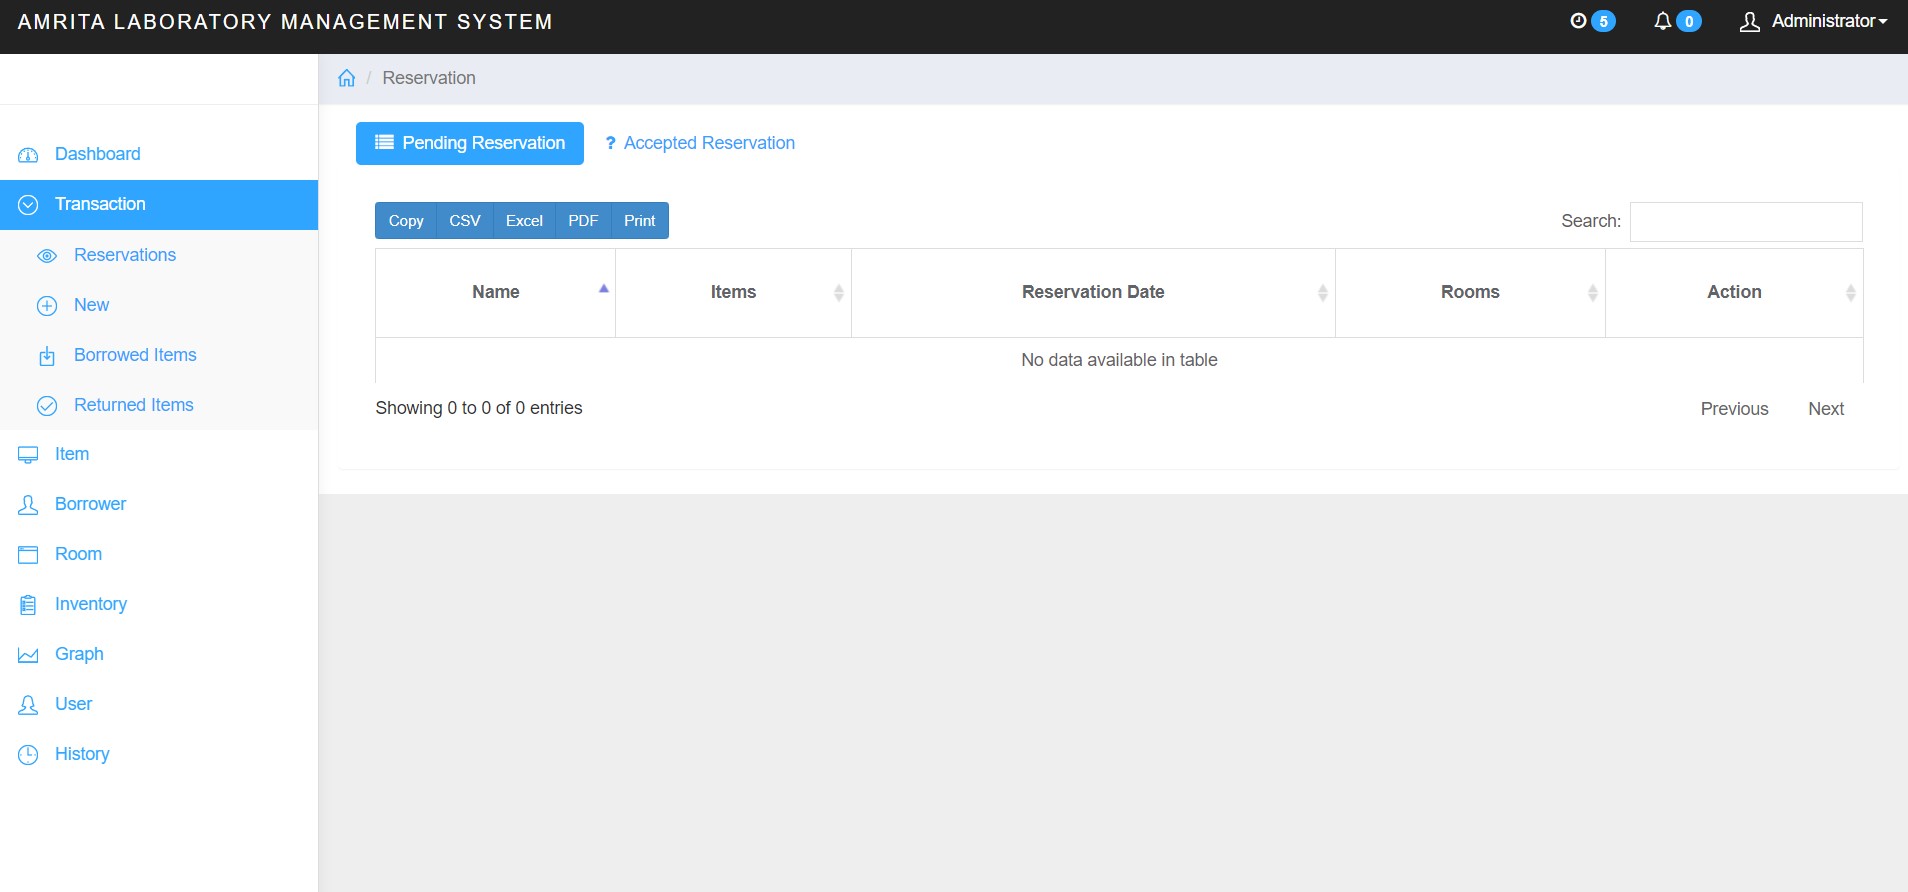 AMRITA LABORATORY MANAGEMENT SYSTEM
5
0
Administrator
/ Reservation
Dashboard
Transaction
Reservations
New
Borrowed Items
Returned Items
Item
Borrower
Room
Inventory
Graph
User
History
Pending Reservation
? Accepted Reservation
Copy CSV Excel PDF Print
Search:
Name Items Reservation Date Rooms Action
No data available in table
Showing 0 to 0 of 0 entries
Previous Next